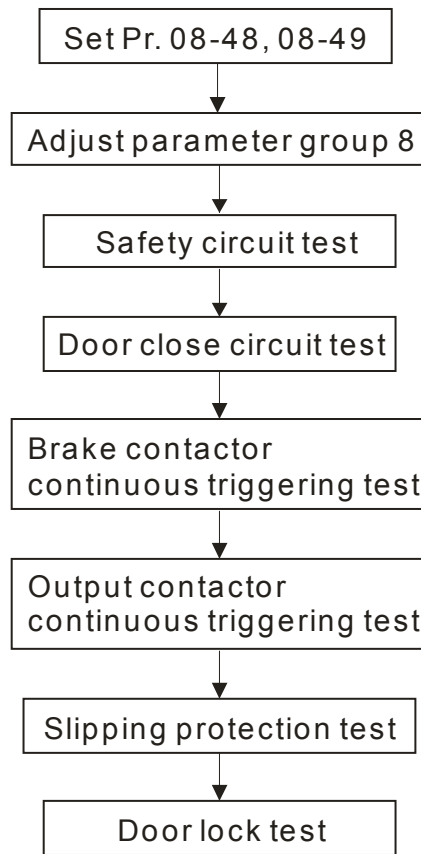 Set Pr. 08-48, 08-49
Adjust parameter group 8
Safety circuit test
Door close circuit test
Brake contactor
continuous triggering test
Output contactor
continuous triggering test
Slipping protection test
Door lock test